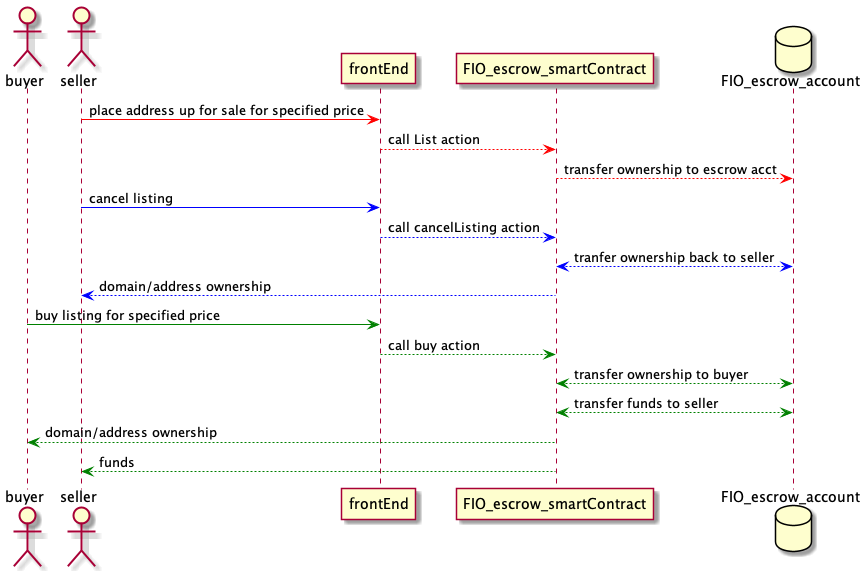 buyer
seller
frontEnd
FIO_escrow_smartContract
FIO_escrow_account
place address up for sale for specified price
call List action
transfer ownership to escrow acct
cancel listing
call cancelListing action
tranfer ownership back to seller
domain/address ownership
buy listing for specified price
call buy action
transfer ownership to buyer
transfer funds to seller
domain/address ownership
funds
buyer
seller
frontEnd
FIO_escrow_smartContract
FIO_escrow_account